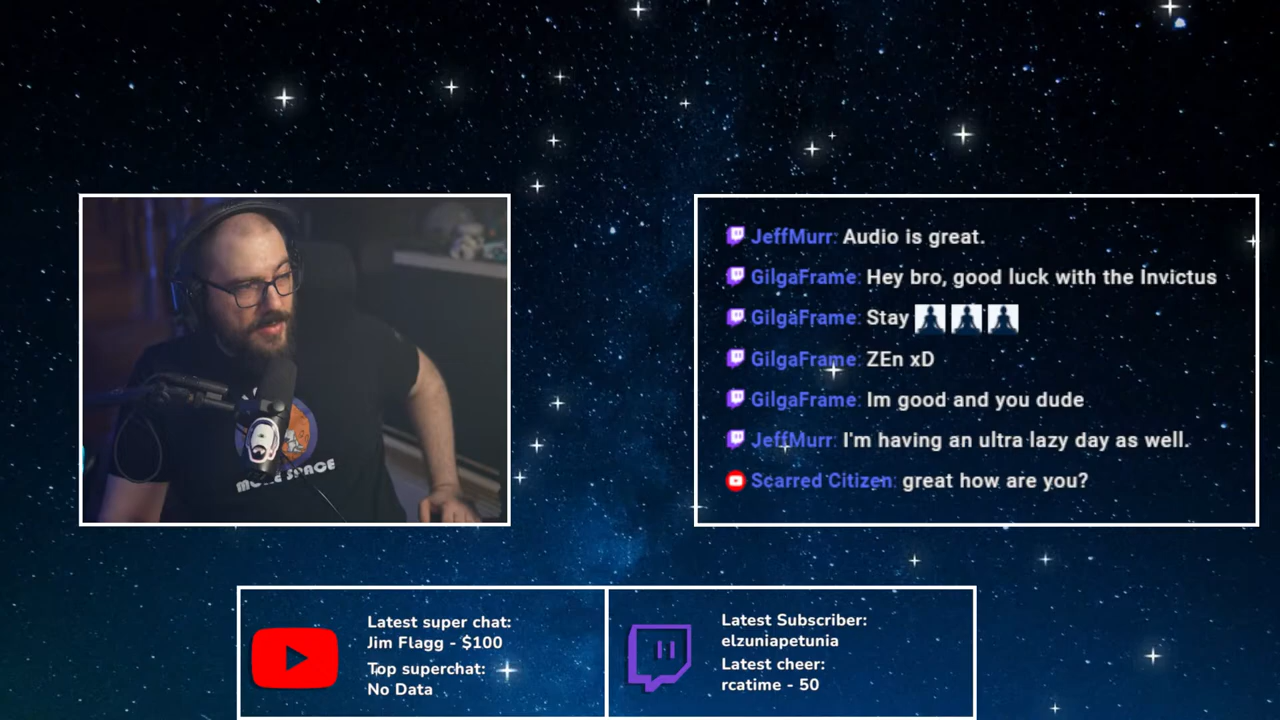 JeffMurr: Audio is great.
GilgaFrame: Hey bro, good luck with the Invictus
GilgaFrame: Stay
GilgaFrame: ZEn xD
GilgaFrame: Im good and you dude
JeffMurr: I'm having an ultra lazy day as well.
Scarred Citizen: great how are you?
SPACE
Latest super chat:
Jim Flagg - $100
Top superchat:
No Data
Latest Subscriber:
elzuniapetunia
Latest cheer:
rcatime - 50